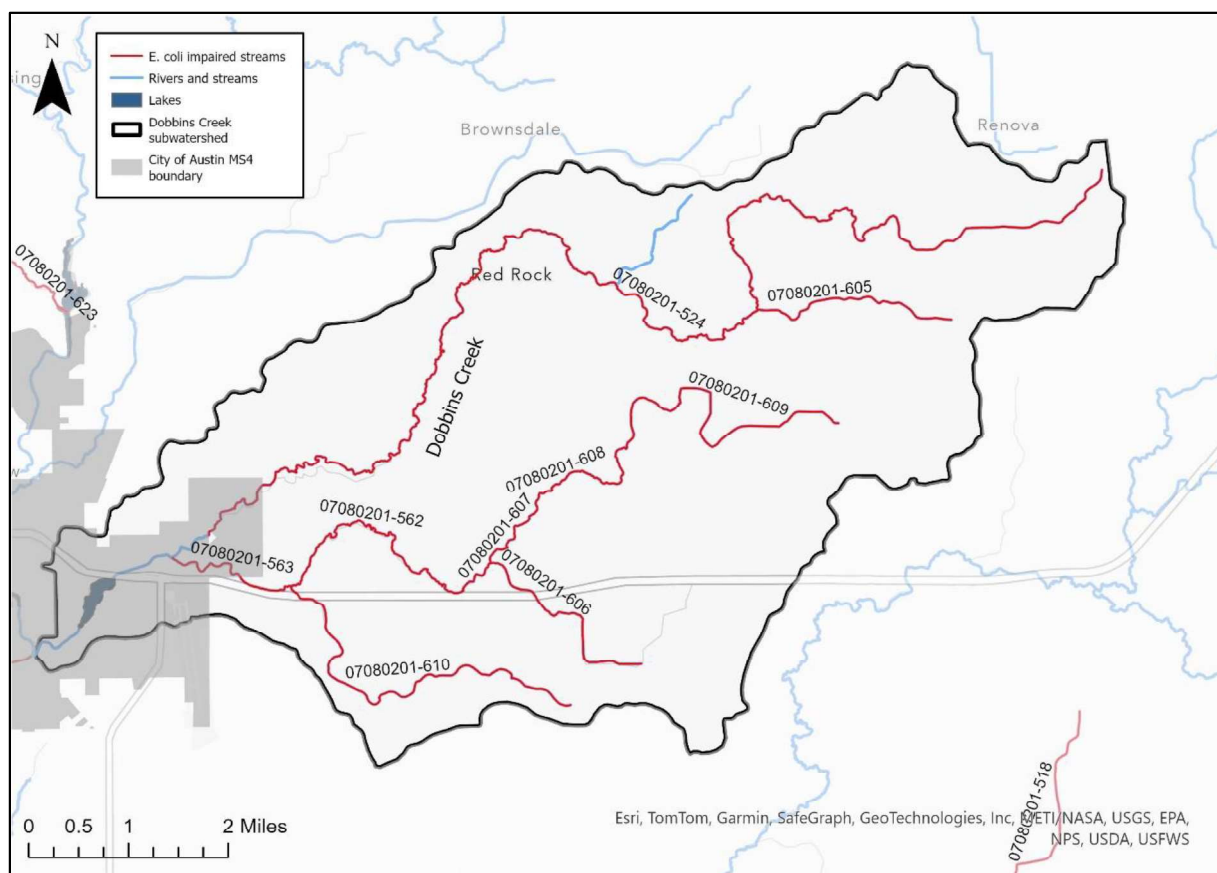 N
E. coli impaired streams
Rivers and streams
Lakes
Dobbins Creek
subwatershed
City of Austin MS4
boundary
sing
Brownsdale
Renova
07080201-623
Red Rock
07080201-524
07080201-605
Dobbins Creek
07080201-609
07080201-608
w
07080201-562
07080201-607
07080201-563
07080201-606
07080201-610
07080201-518
0 0.5 1 2 Miles
Esri, TomTom, Garmin, SafeGraph, GeoTechnologies, Inc, METI/NASA, USGS, EPA,
NPS, USDA, USFWS